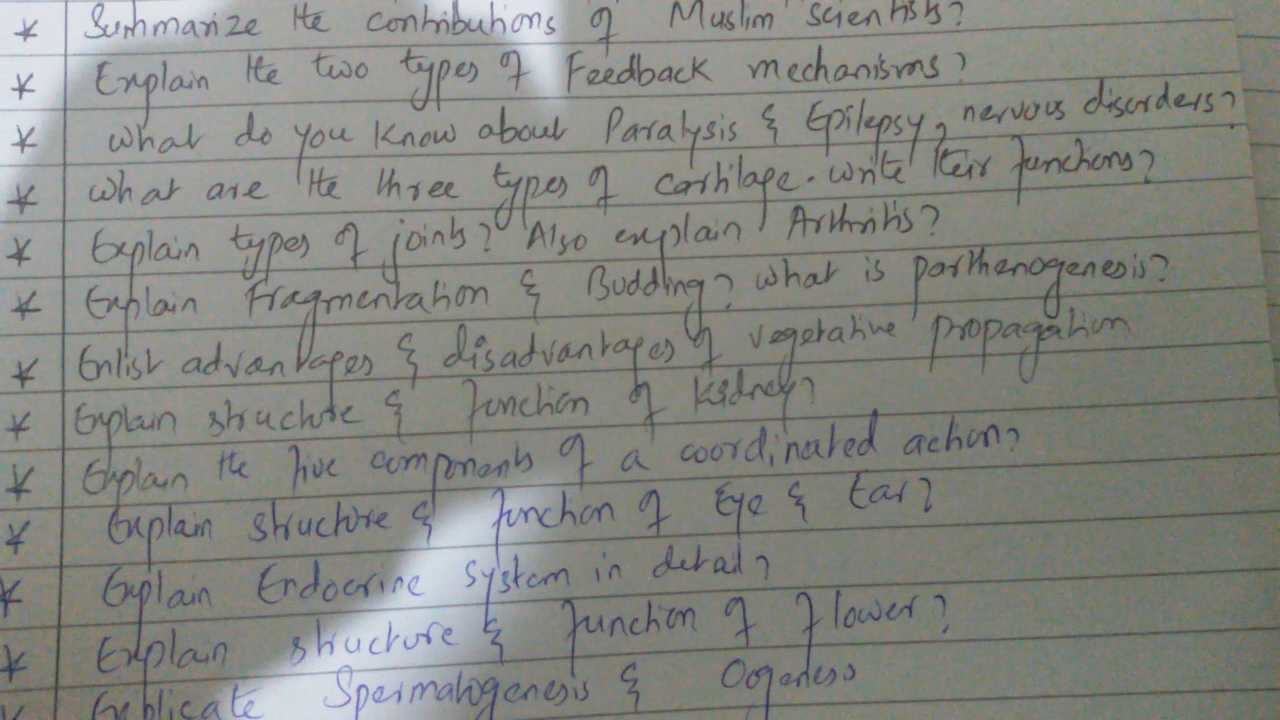 * Summarize the contributions of Muslim scientists?
* Explain the two types of Feedback mechanisms?
* What do you know about Paralysis & Epilepsy, nervous disorders?
* What are the three types of cartilage. write their functions?
* Explain types of joints? Also explain Arthritis?
* Explain Fragmentation & Budding? What is parthenogenesis?
* Enlist advantages & disadvantages of vegetative propagation
* Explain structure & function of kidney?
* Explain the five components of a coordinated action?
* Explain structure & function of Eye & Ear?
* Explain Endocrine system in detail?
* Explain structure & function of flower?
* Explicate Spermatogenesis & Oogenesis